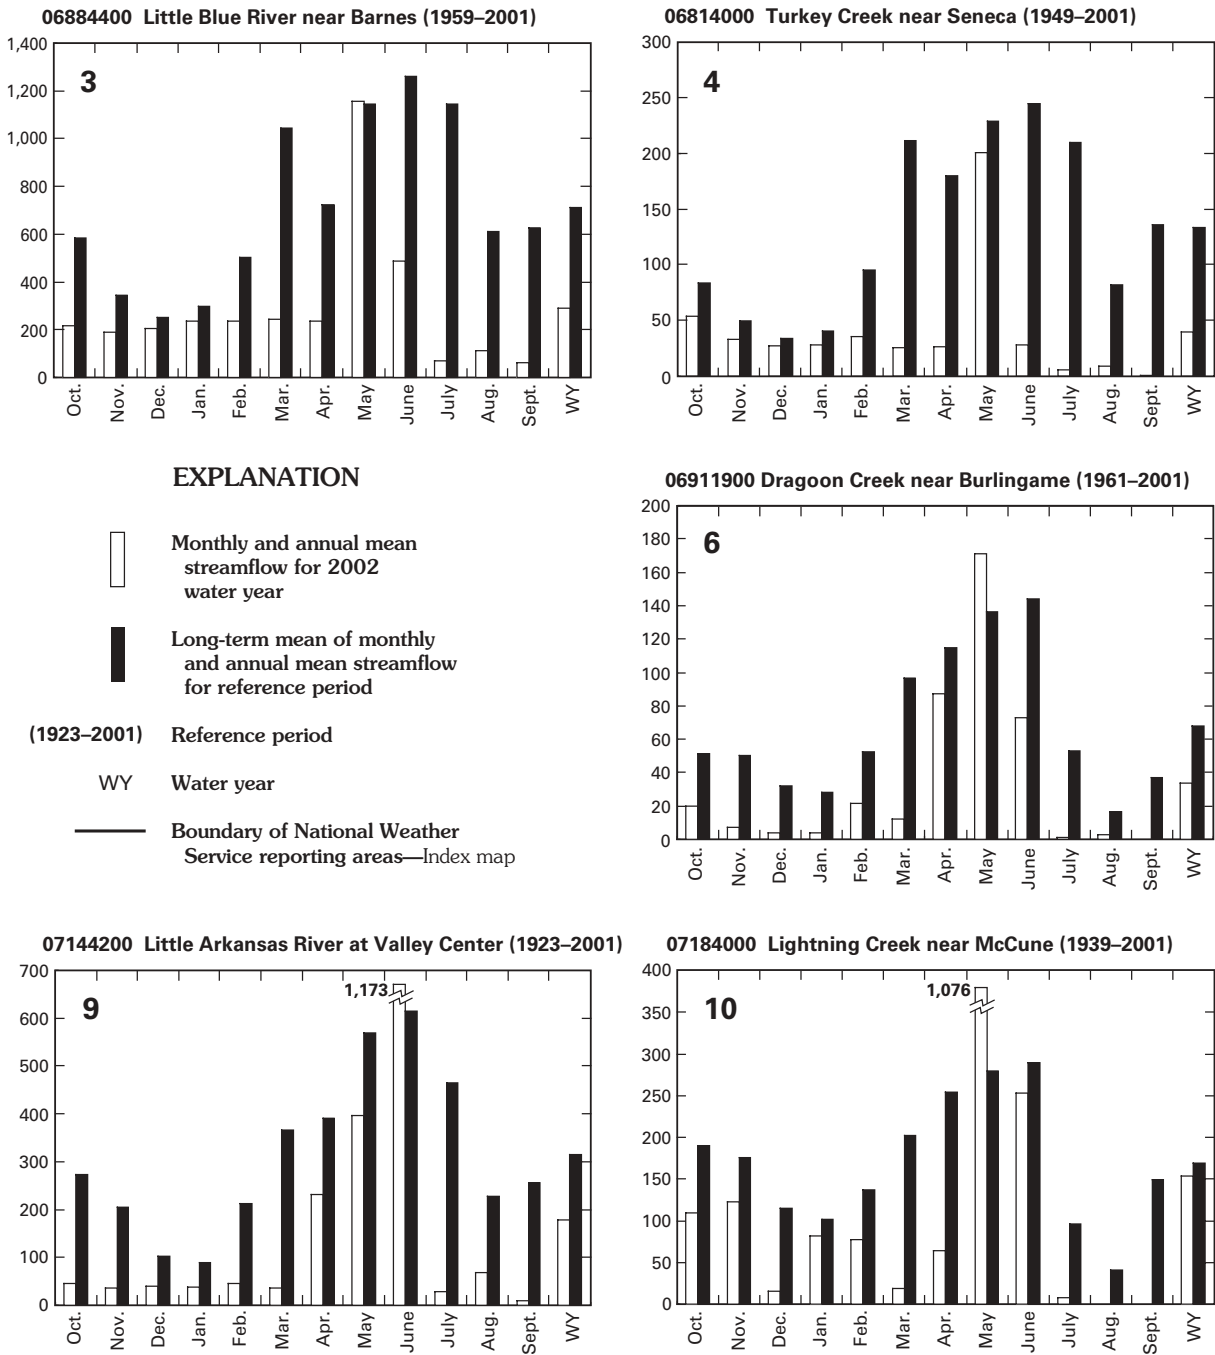 06884400 Little Blue River near Barnes (1959–2001)
1,400
1,200
1,000
800
600
400
200
0
3
Oct.
Nov.
Dec.
Jan.
Feb.
Mar.
Apr.
May
June
July
Aug.
Sept.
WY
06814000 Turkey Creek near Seneca (1949–2001)
300
250
200
150
100
50
0
4
Oct.
Nov.
Dec.
Jan.
Feb.
Mar.
Apr.
May
June
July
Aug.
Sept.
WY
EXPLANATION
Monthly and annual mean
streamflow for 2002
water year
Long-term mean of monthly
and annual mean streamflow
for reference period
(1923–2001) Reference period
WY Water year
Boundary of National Weather
Service reporting areas—Index map
06911900 Dragoon Creek near Burlingame (1961–2001)
200
180
160
140
120
100
80
60
40
20
0
6
Oct.
Nov.
Dec.
Jan.
Feb.
Mar.
Apr.
May
June
July
Aug.
Sept.
WY
07144200 Little Arkansas River at Valley Center (1923–2001)
700
600
500
400
300
200
100
0
9
1,173
Oct.
Nov.
Dec.
Jan.
Feb.
Mar.
Apr.
May
June
July
Aug.
Sept.
WY
07184000 Lightning Creek near McCune (1939–2001)
400
350
300
250
200
150
100
50
0
10
1,076
Oct.
Nov.
Dec.
Jan.
Feb.
Mar.
Apr.
May
June
July
Aug.
Sept.
WY